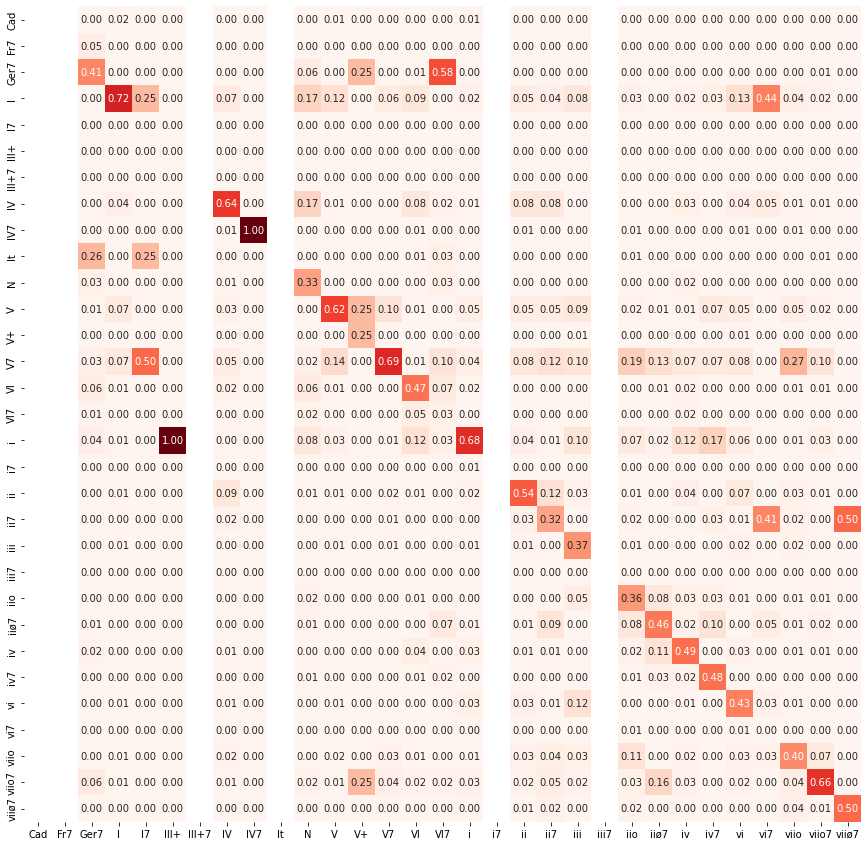 Cad 0.00 0.02 0.00 0.00 0.00 0.00 0.00 0.01 0.00 0.00 0.00 0.00 0.01 0.00 0.00 0.00 0.00 0.00 0.00 0.00 0.00 0.00 0.00 0.00 0.00
Fr7 0.05 0.00 0.00 0.00 0.00 0.00 0.00 0.00 0.00 0.00 0.00 0.00 0.00 0.00 0.00 0.00 0.00 0.00 0.00 0.00 0.00 0.00 0.00 0.00 0.00
Ger7 0.41 0.00 0.00 0.00 0.00 0.00 0.06 0.00 0.25 0.00 0.01 0.58 0.00 0.00 0.00 0.00 0.00 0.00 0.00 0.00 0.00 0.00 0.00 0.01 0.00
I 0.00 0.72 0.25 0.00 0.07 0.00 0.17 0.12 0.00 0.06 0.09 0.00 0.02 0.05 0.04 0.08 0.03 0.00 0.02 0.03 0.13 0.44 0.04 0.02 0.00
I7 0.00 0.00 0.00 0.00 0.00 0.00 0.00 0.00 0.00 0.00 0.00 0.00 0.00 0.00 0.00 0.00 0.00 0.00 0.00 0.00 0.00 0.00 0.00 0.00 0.00
III+ 0.00 0.00 0.00 0.00 0.00 0.00 0.00 0.00 0.00 0.00 0.00 0.00 0.00 0.00 0.00 0.00 0.00 0.00 0.00 0.00 0.00 0.00 0.00 0.00 0.00
III+7 0.00 0.00 0.00 0.00 0.00 0.00 0.00 0.00 0.00 0.00 0.00 0.00 0.00 0.00 0.00 0.00 0.00 0.00 0.00 0.00 0.00 0.00 0.00 0.00 0.00
IV 0.00 0.04 0.00 0.00 0.64 0.00 0.17 0.01 0.00 0.00 0.08 0.02 0.01 0.08 0.08 0.00 0.00 0.00 0.03 0.00 0.04 0.05 0.01 0.01 0.00
IV7 0.00 0.00 0.00 0.00 0.01 1.00 0.00 0.00 0.00 0.00 0.01 0.00 0.00 0.01 0.00 0.00 0.01 0.00 0.00 0.00 0.01 0.00 0.01 0.00 0.00
It 0.26 0.00 0.25 0.00 0.00 0.00 0.00 0.00 0.00 0.00 0.01 0.03 0.00 0.00 0.00 0.00 0.01 0.00 0.00 0.00 0.00 0.00 0.00 0.01 0.00
N 0.03 0.00 0.00 0.00 0.01 0.00 0.33 0.00 0.00 0.00 0.00 0.03 0.00 0.00 0.00 0.00 0.00 0.00 0.02 0.00 0.00 0.00 0.00 0.00 0.00
V 0.01 0.07 0.00 0.00 0.03 0.00 0.00 0.62 0.25 0.10 0.01 0.00 0.05 0.05 0.05 0.09 0.02 0.01 0.01 0.07 0.05 0.00 0.05 0.02 0.00
V+ 0.00 0.00 0.00 0.00 0.00 0.00 0.00 0.00 0.25 0.00 0.00 0.00 0.00 0.00 0.00 0.01 0.00 0.00 0.00 0.00 0.01 0.00 0.00 0.00 0.00
V7 0.03 0.07 0.50 0.00 0.05 0.00 0.02 0.14 0.00 0.69 0.01 0.10 0.04 0.08 0.12 0.10 0.19 0.13 0.07 0.07 0.08 0.00 0.27 0.10 0.00
VI 0.06 0.01 0.00 0.00 0.02 0.00 0.06 0.01 0.00 0.00 0.47 0.07 0.02 0.00 0.00 0.00 0.00 0.01 0.02 0.00 0.00 0.00 0.01 0.01 0.00
VI7 0.01 0.00 0.00 0.00 0.00 0.00 0.02 0.00 0.00 0.00 0.05 0.03 0.00 0.00 0.00 0.00 0.00 0.00 0.02 0.00 0.00 0.00 0.00 0.00 0.00
i 0.04 0.01 0.00 1.00 0.00 0.00 0.08 0.03 0.00 0.01 0.12 0.03 0.68 0.04 0.01 0.10 0.07 0.02 0.12 0.17 0.06 0.00 0.01 0.03 0.00
i7 0.00 0.00 0.00 0.00 0.00 0.00 0.00 0.00 0.00 0.00 0.00 0.00 0.01 0.00 0.00 0.00 0.00 0.00 0.00 0.00 0.00 0.00 0.00 0.00 0.00
ii 0.00 0.01 0.00 0.00 0.09 0.00 0.01 0.01 0.00 0.02 0.01 0.00 0.02 0.54 0.12 0.03 0.01 0.00 0.04 0.00 0.07 0.00 0.03 0.01 0.00
ii7 0.00 0.00 0.00 0.00 0.02 0.00 0.00 0.00 0.00 0.01 0.00 0.00 0.00 0.03 0.32 0.00 0.02 0.00 0.00 0.03 0.01 0.41 0.02 0.00 0.50
iii 0.00 0.01 0.00 0.00 0.00 0.00 0.00 0.01 0.00 0.01 0.00 0.00 0.01 0.01 0.00 0.37 0.00 0.00 0.01 0.00 0.02 0.00 0.02 0.00 0.00
iii7 0.00 0.00 0.00 0.00 0.00 0.00 0.00 0.00 0.00 0.00 0.00 0.00 0.00 0.00 0.00 0.00 0.00 0.00 0.00 0.00 0.00 0.00 0.00 0.00 0.00
iio 0.00 0.00 0.00 0.00 0.00 0.00 0.02 0.00 0.00 0.00 0.01 0.00 0.00 0.00 0.00 0.05 0.36 0.08 0.03 0.03 0.01 0.00 0.01 0.01 0.00
iiø7 0.01 0.00 0.00 0.00 0.00 0.00 0.01 0.00 0.00 0.00 0.00 0.07 0.01 0.01 0.09 0.00 0.08 0.46 0.02 0.10 0.00 0.05 0.01 0.02 0.00
iv 0.02 0.00 0.00 0.00 0.01 0.00 0.00 0.00 0.00 0.00 0.04 0.00 0.03 0.01 0.01 0.00 0.02 0.11 0.49 0.00 0.03 0.00 0.01 0.01 0.00
iv7 0.00 0.00 0.00 0.00 0.00 0.00 0.01 0.00 0.00 0.00 0.01 0.02 0.00 0.00 0.00 0.00 0.01 0.03 0.02 0.48 0.00 0.00 0.00 0.00 0.00
vi 0.00 0.01 0.00 0.00 0.01 0.00 0.00 0.01 0.00 0.00 0.00 0.00 0.03 0.03 0.01 0.12 0.00 0.00 0.01 0.00 0.43 0.03 0.01 0.00 0.00
vi7 0.00 0.00 0.00 0.00 0.00 0.00 0.00 0.00 0.00 0.00 0.00 0.00 0.00 0.00 0.00 0.00 0.01 0.00 0.00 0.00 0.01 0.00 0.00 0.00 0.00
viio 0.00 0.01 0.00 0.00 0.02 0.00 0.00 0.02 0.00 0.03 0.01 0.00 0.02 0.03 0.04 0.03 0.11 0.00 0.02 0.00 0.03 0.03 0.40 0.07 0.00
viio7 0.06 0.01 0.00 0.00 0.01 0.00 0.02 0.01 0.25 0.04 0.02 0.02 0.03 0.02 0.05 0.02 0.03 0.16 0.03 0.00 0.02 0.00 0.04 0.66 0.00
viiø7 0.00 0.00 0.00 0.00 0.00 0.00 0.00 0.00 0.00 0.00 0.00 0.00 0.00 0.01 0.02 0.00 0.02 0.00 0.00 0.00 0.00 0.00 0.04 0.01 0.50
Cad Fr7 Ger7 I I7 III+ III+7 IV IV7 It N V V+ V7 VI VI7 i i7 ii ii7 iii iii7 iio iiø7 iv iv7 vi vi7 viio viio7 viiø7